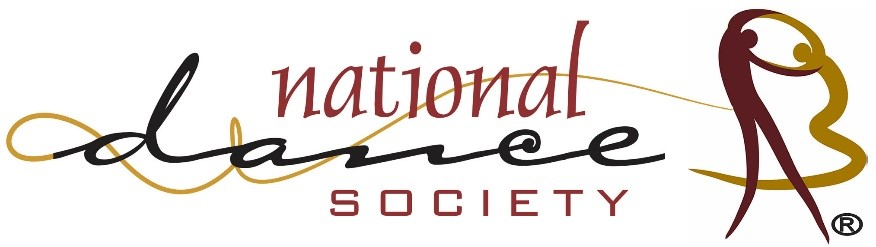 national
dance
SOCIETY
®